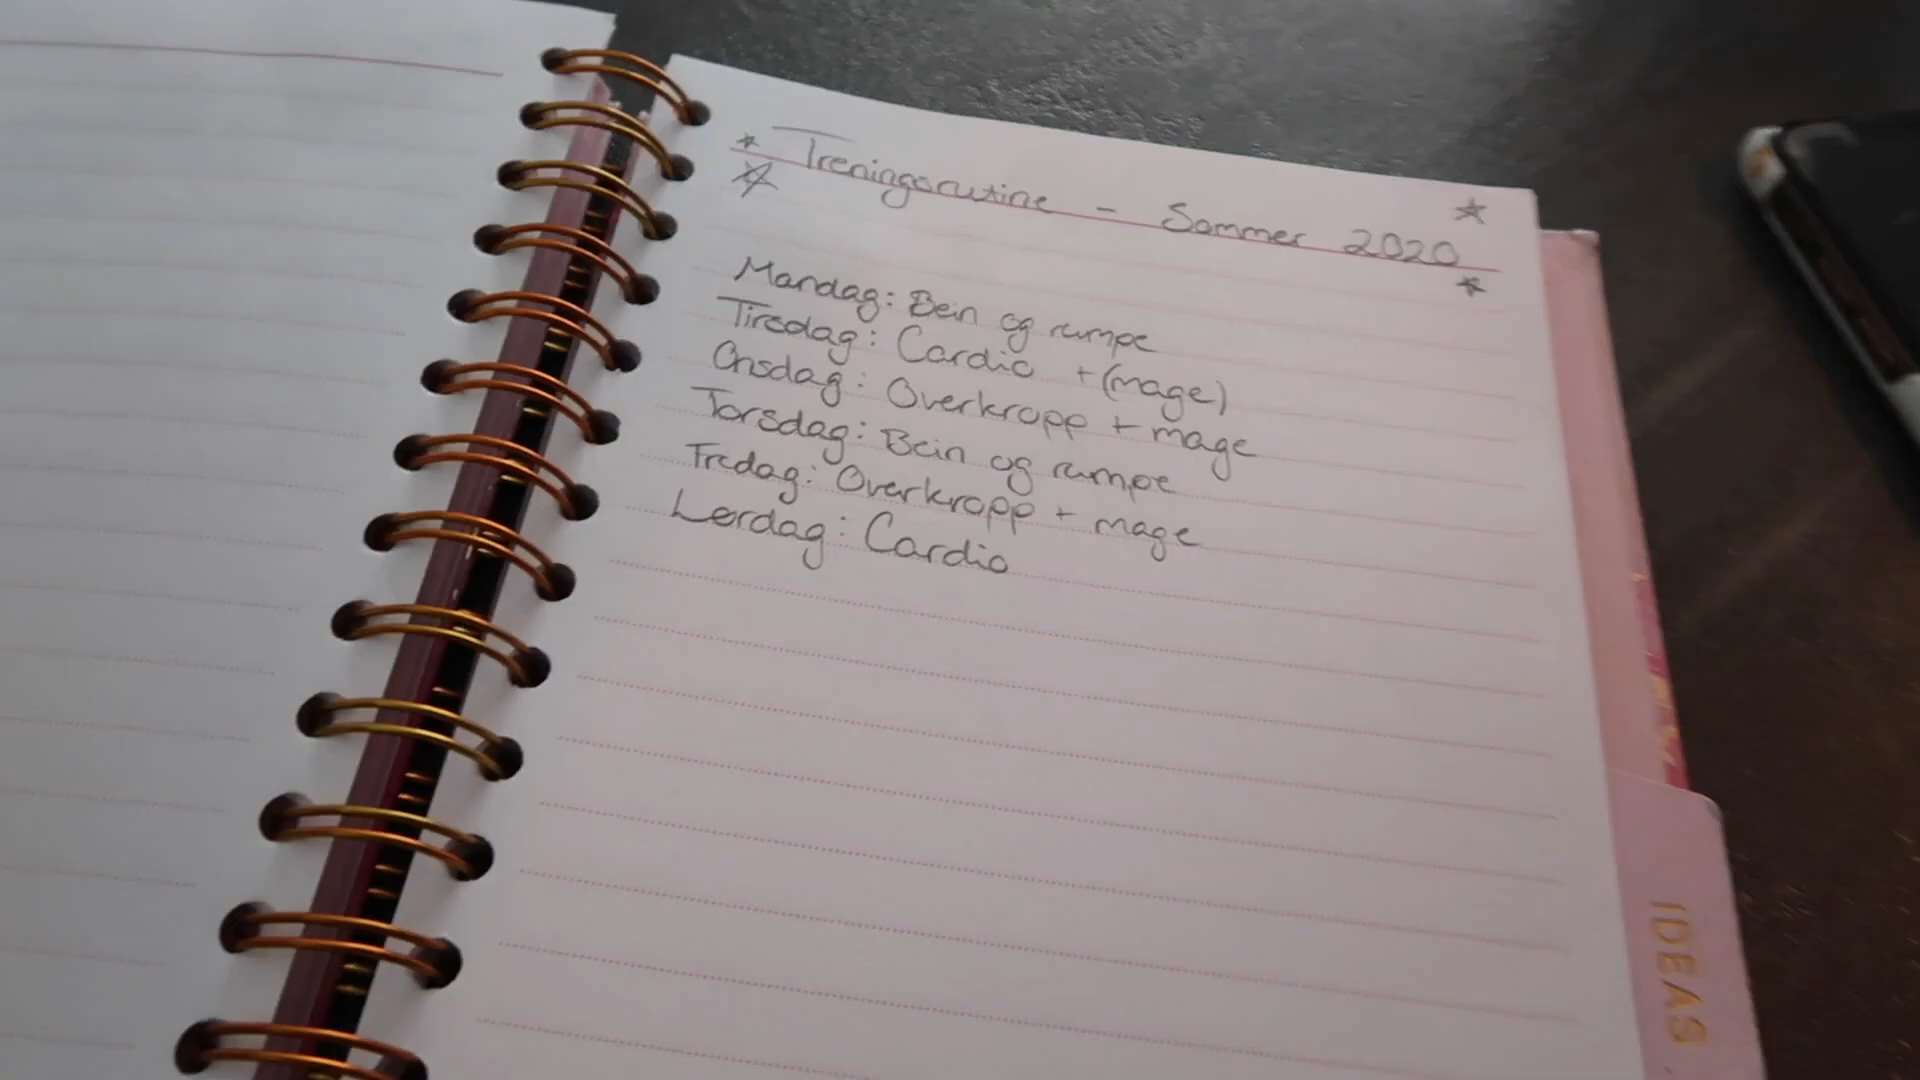 Treningsrutine - Sommer 2020
Mandag: Bein og rumpe
Tirsdag: Cardio + (mage)
Onsdag: Overkropp + mage
Torsdag: Bein og rumpe
Fredag: Overkropp + mage
Lørdag: Cardio
IDEAS